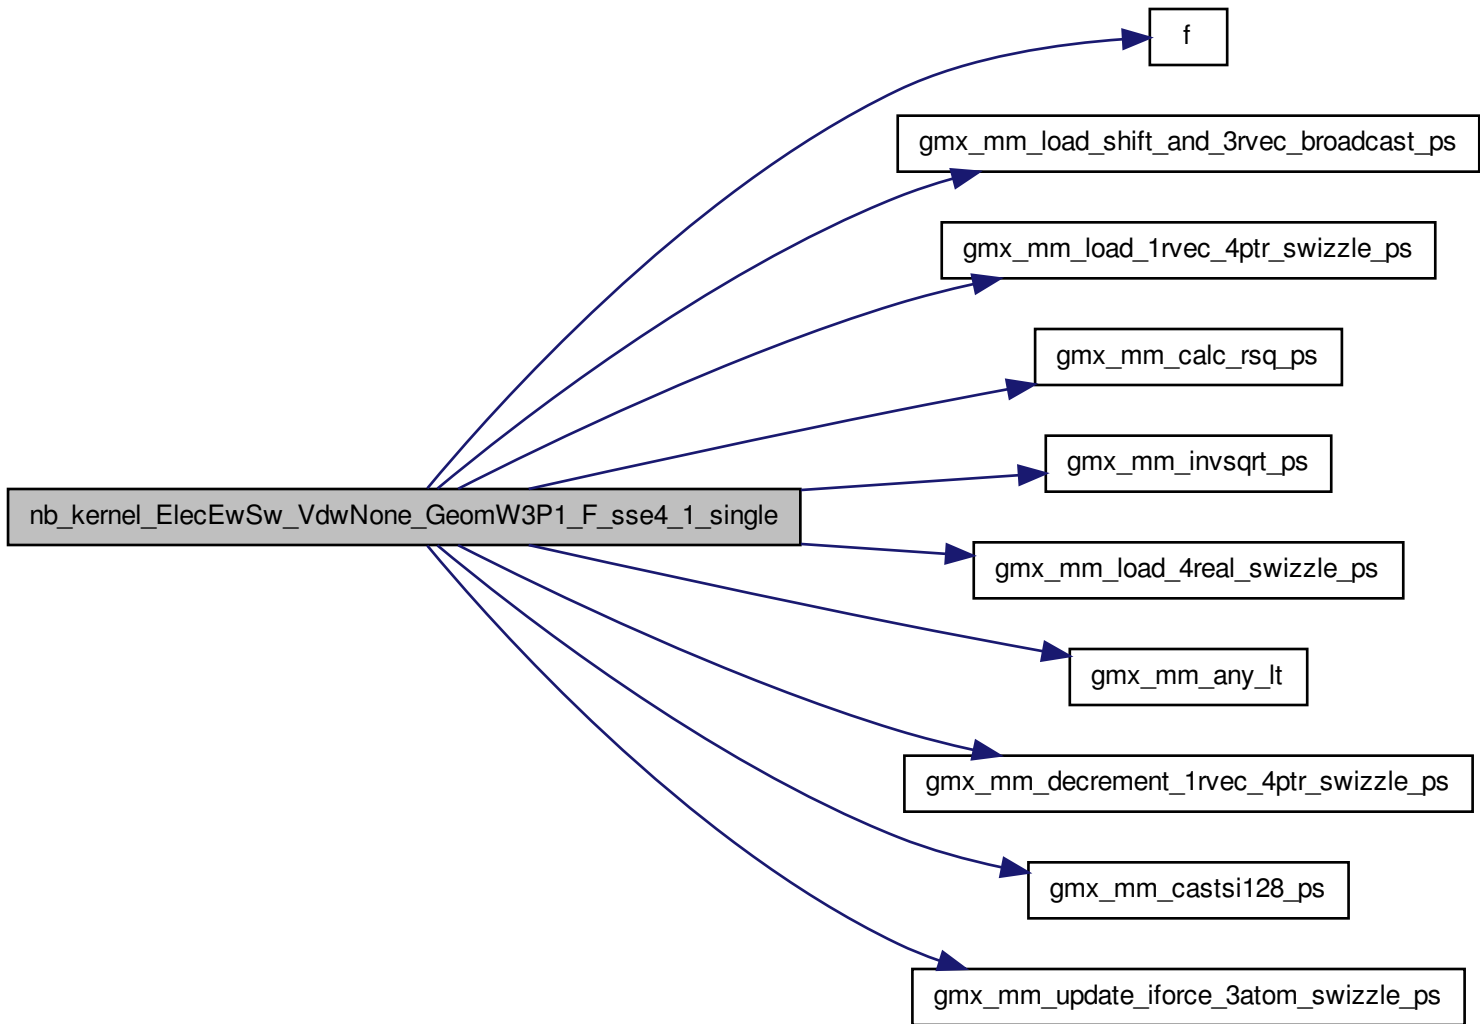 f
gmx_mm_load_shift_and_3rvec_broadcast_ps
gmx_mm_load_1rvec_4ptr_swizzle_ps
gmx_mm_calc_rsq_ps
gmx_mm_invsqrt_ps
nb_kernel_ElecEwSw_VdwNone_GeomW3P1_F_sse4_1_single
gmx_mm_load_4real_swizzle_ps
gmx_mm_any_lt
gmx_mm_decrement_1rvec_4ptr_swizzle_ps
gmx_mm_castsi128_ps
gmx_mm_update_iforce_3atom_swizzle_ps